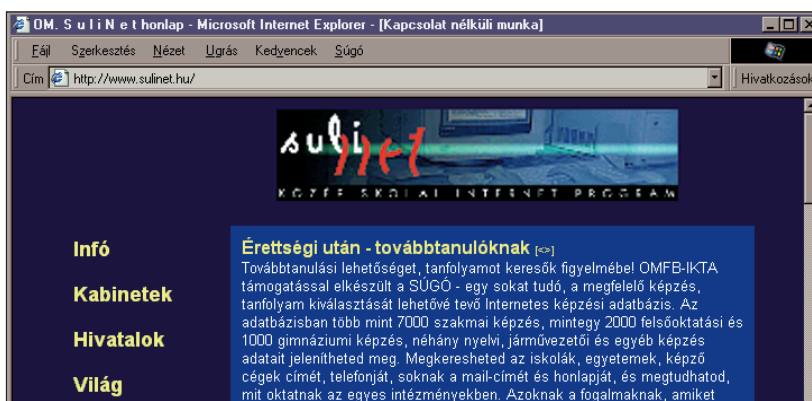 OM. S u l i N e t honlap - Microsoft Internet Explorer - [Kapcsolat nélküli munka]
Fájl Szerkesztés Nézet Ugrás Kedvencek Súgó
Cím http://www.sulinet.hu/ Hivatkozások
suli net
KÖZÉP ISKOLAI INTERNET PROGRAM
Infó
Kabinetek
Hivatalok
Világ
Érettségi után - továbbtanulóknak [<>]
Továbbtanulási lehetőséget, tanfolyamot keresők figyelmébe! OMFB-IKTA
támogatással elkészült a SÚGÓ - egy sokat tudó, a megfelelő képzés,
tanfolyam kiválasztását lehetővé tevő Internetes képzési adatbázis. Az
adatbázisban több mint 7000 szakmai képzés, mintegy 2000 felsőoktatási és
1000 gimnáziumi képzés, néhány nyelvi, járművezetői és egyéb képzés
adatait jelenítheted meg. Megkeresheted az iskolák, egyetemek, képző
cégek címét, telefonját, soknak a mail-címét és honlapját, és megtudhatod,
mit oktatnak az egyes intézményekben. Azoknak a fogalmaknak, amiket